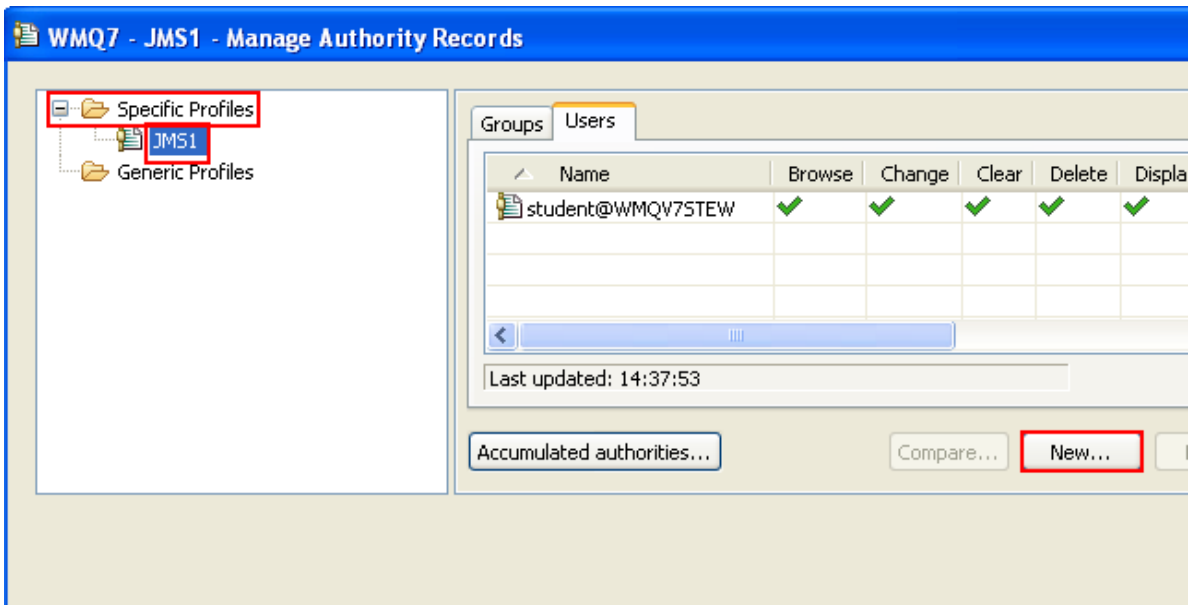 WMQ7 - JMS1 - Manage Authority Records
Specific Profiles
JMS1
Generic Profiles
Groups Users
Name Browse Change Clear Delete Displa
student@WMQV7STEW
Last updated: 14:37:53
Accumulated authorities... Compare... New...